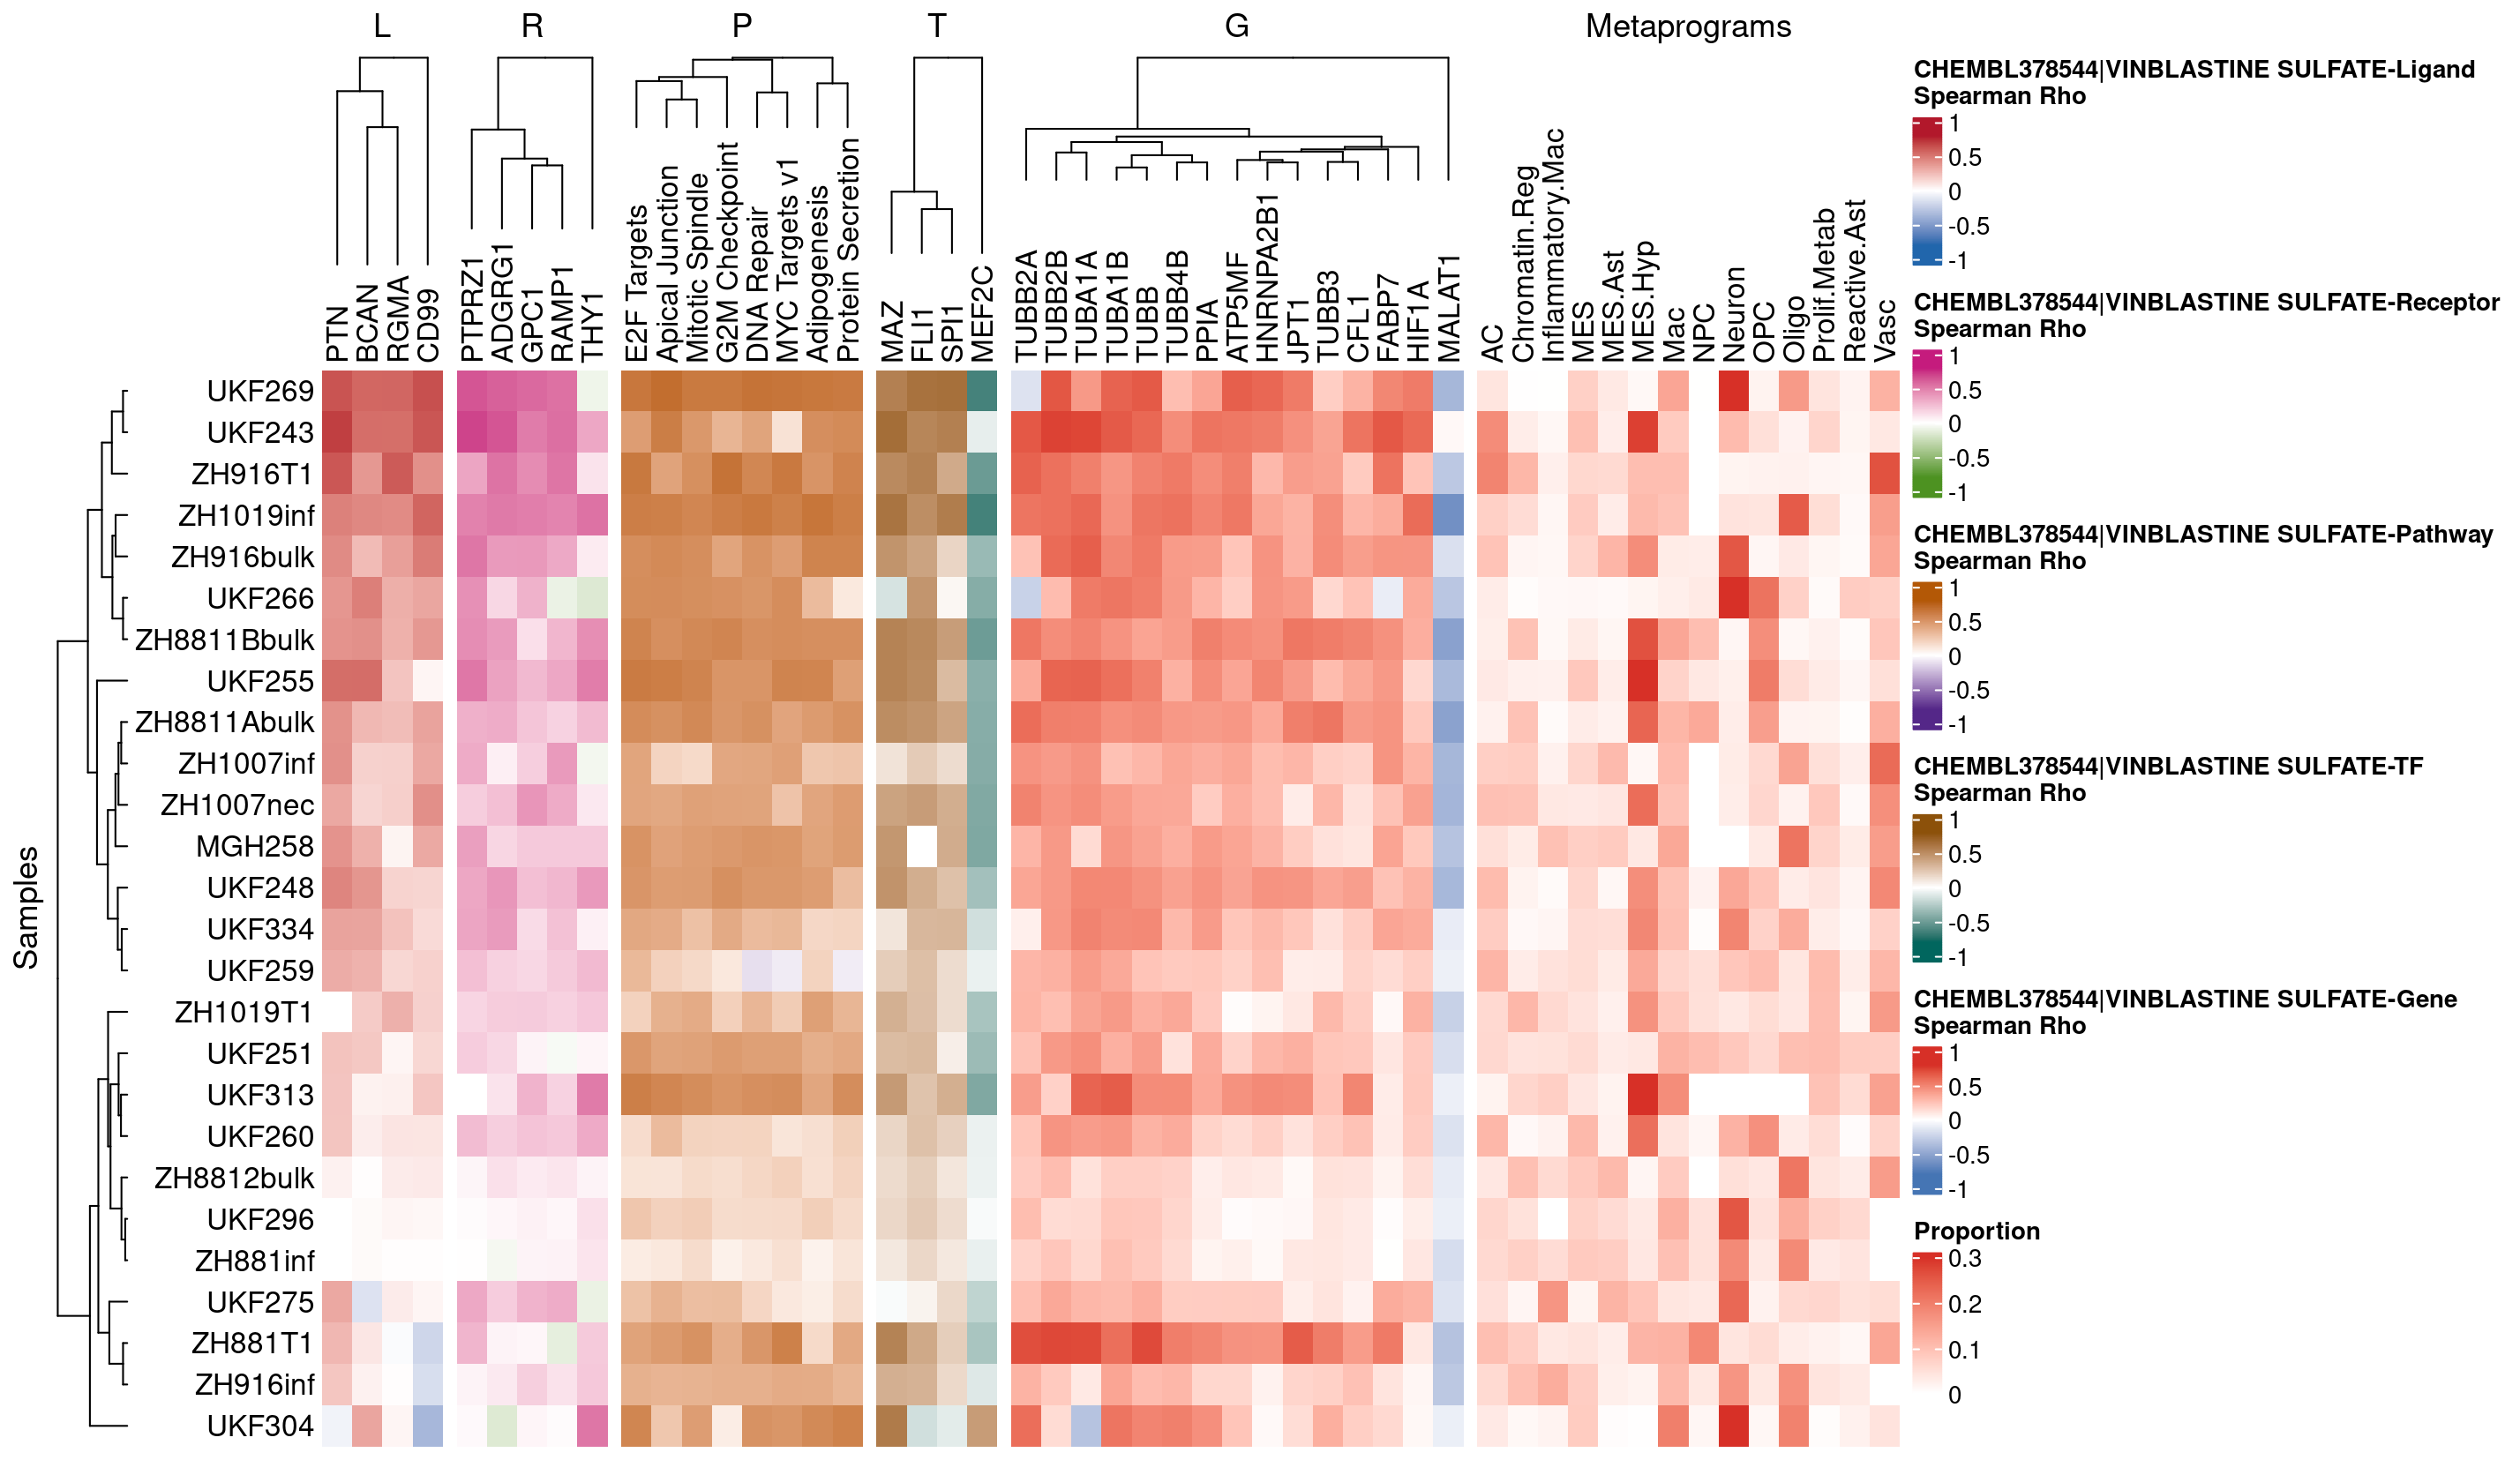 L R P T G Metaprograms
PTN BCAN RGMA CD99
PTPRZ1 ADGRG1 GPC1 RAMP1 THY1
E2F Targets Apical Junction Mitotic Spindle G2M Checkpoint DNA Repair MYC Targets v1 Adipogenesis Protein Secretion
MAZ FLI1 SPI1 MEF2C
TUBB2A TUBB2B TUBA1A TUBA1B TUBB TUBB4B PPIA ATP5MF HNRNPA2B1 JPT1 TUBB3 CFL1 FABP7 HIF1A MALAT1
AC Chromatin.Reg Inflammatory.Mac MES MES.Ast MES.Hyp Mac NPC Neuron OPC Oligo Prolif.Metab Reactive.Ast Vasc
Samples
UKF269
UKF243
ZH916T1
ZH1019inf
ZH916bulk
UKF266
ZH8811Bbulk
UKF255
ZH8811Abulk
ZH1007inf
ZH1007nec
MGH258
UKF248
UKF334
UKF259
ZH1019T1
UKF251
UKF313
UKF260
ZH8812bulk
UKF296
ZH881inf
UKF275
ZH881T1
ZH916inf
UKF304
CHEMBL378544|VINBLASTINE SULFATE-Ligand
Spearman Rho
1
0.5
0
-0.5
-1
CHEMBL378544|VINBLASTINE SULFATE-Receptor
Spearman Rho
1
0.5
0
-0.5
-1
CHEMBL378544|VINBLASTINE SULFATE-Pathway
Spearman Rho
1
0.5
0
-0.5
-1
CHEMBL378544|VINBLASTINE SULFATE-TF
Spearman Rho
1
0.5
0
-0.5
-1
CHEMBL378544|VINBLASTINE SULFATE-Gene
Spearman Rho
1
0.5
0
-0.5
-1
Proportion
0.3
0.2
0.1
0